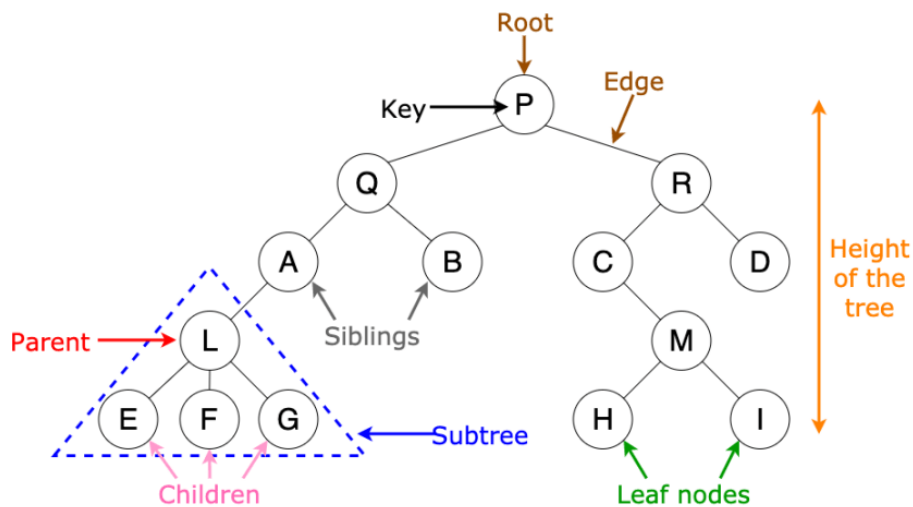 Root
Edge
Key
P
Q
R
A
B
C
D
Height
of the
tree
Siblings
Parent
L
M
E
F
G
H
I
Subtree
Children
Leaf nodes